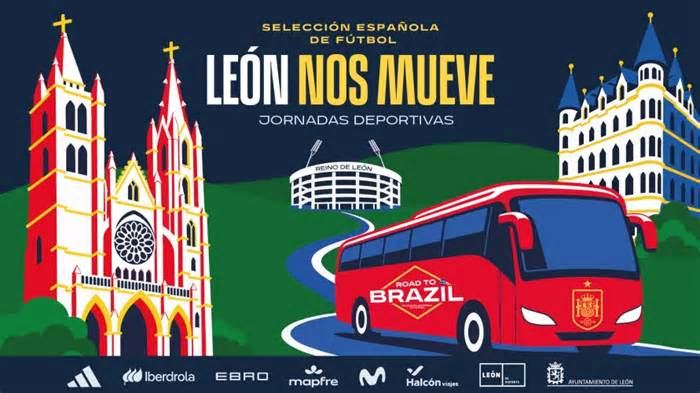 SELECCIÓN ESPAÑOLA
DE FÚTBOL
LEÓN NOS MUEVE
JORNADAS DEPORTIVAS
REINO DE LEÓN
ROAD TO
BRAZIL
Iberdrola
EBRO
mapfre
Halcón
viajes
LEÓN
AYUNTAMIENTO DE LEÓN